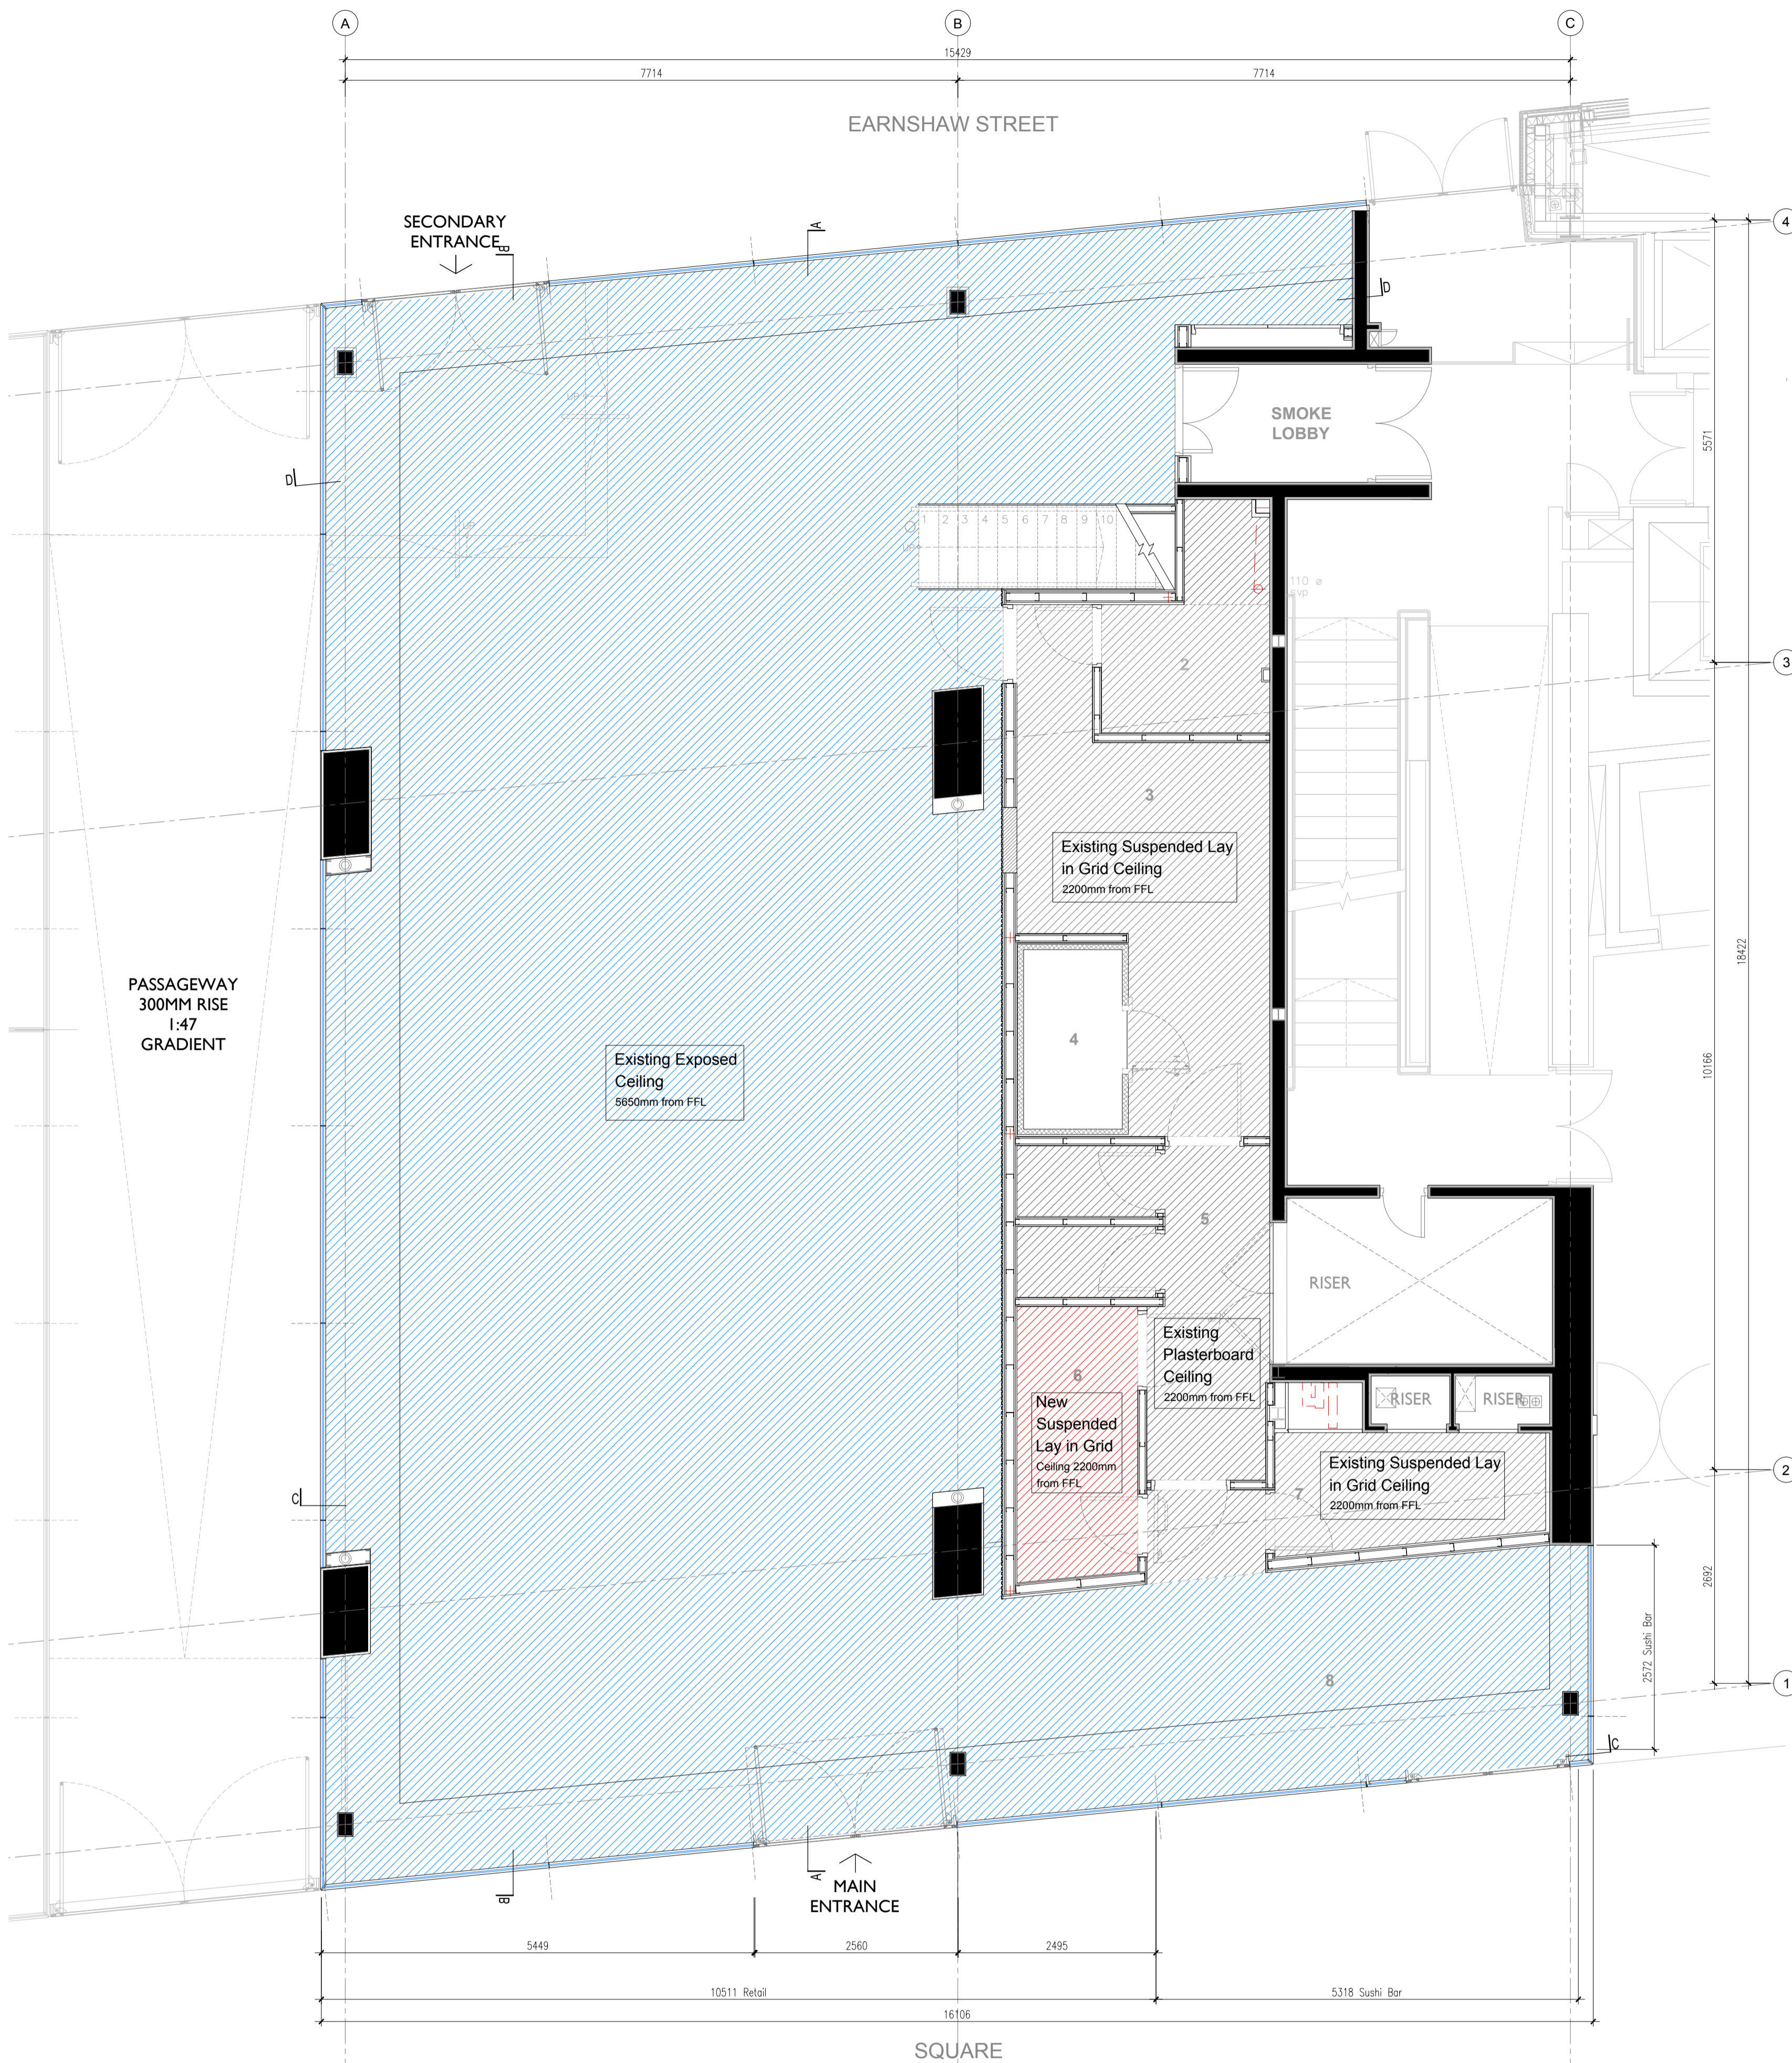 A
B
C
15429
7714
7714
EARNSHAW STREET
4
SECONDARY
ENTRANCE
B
A
D
UP
SMOKE
LOBBY
5571
D
UP
2
1 2 3 4 5 6 7 8 9 10
UP
110 ø
svp
2
3
3
Existing Suspended Lay
in Grid Ceiling
2200mm from FFL
18422
PASSAGEWAY
300MM RISE
1:47
GRADIENT
4
Existing Exposed
Ceiling
5650mm from FFL
10166
5
RISER
Existing
Plasterboard
Ceiling
2200mm from FFL
6
New
Suspended
Lay in Grid
Ceiling 2200mm
from FFL
RISER
RISER
Existing Suspended Lay
in Grid Ceiling
2200mm from FFL
7
2
C
2692
2572 Sushi Bar
8
1
C
A
B
MAIN
ENTRANCE
5449
2560
2495
10511 Retail
5318 Sushi Bar
16106
SQUARE